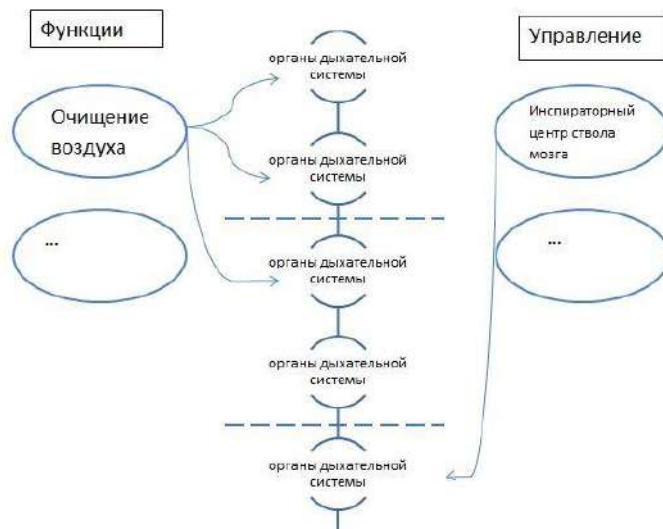 Функции
Очищение
воздуха
...
органы дыхательной
системы
органы дыхательной
системы
органы дыхательной
системы
органы дыхательной
системы
органы дыхательной
системы
Управление
Инспираторный
центр ствола
мозга
...